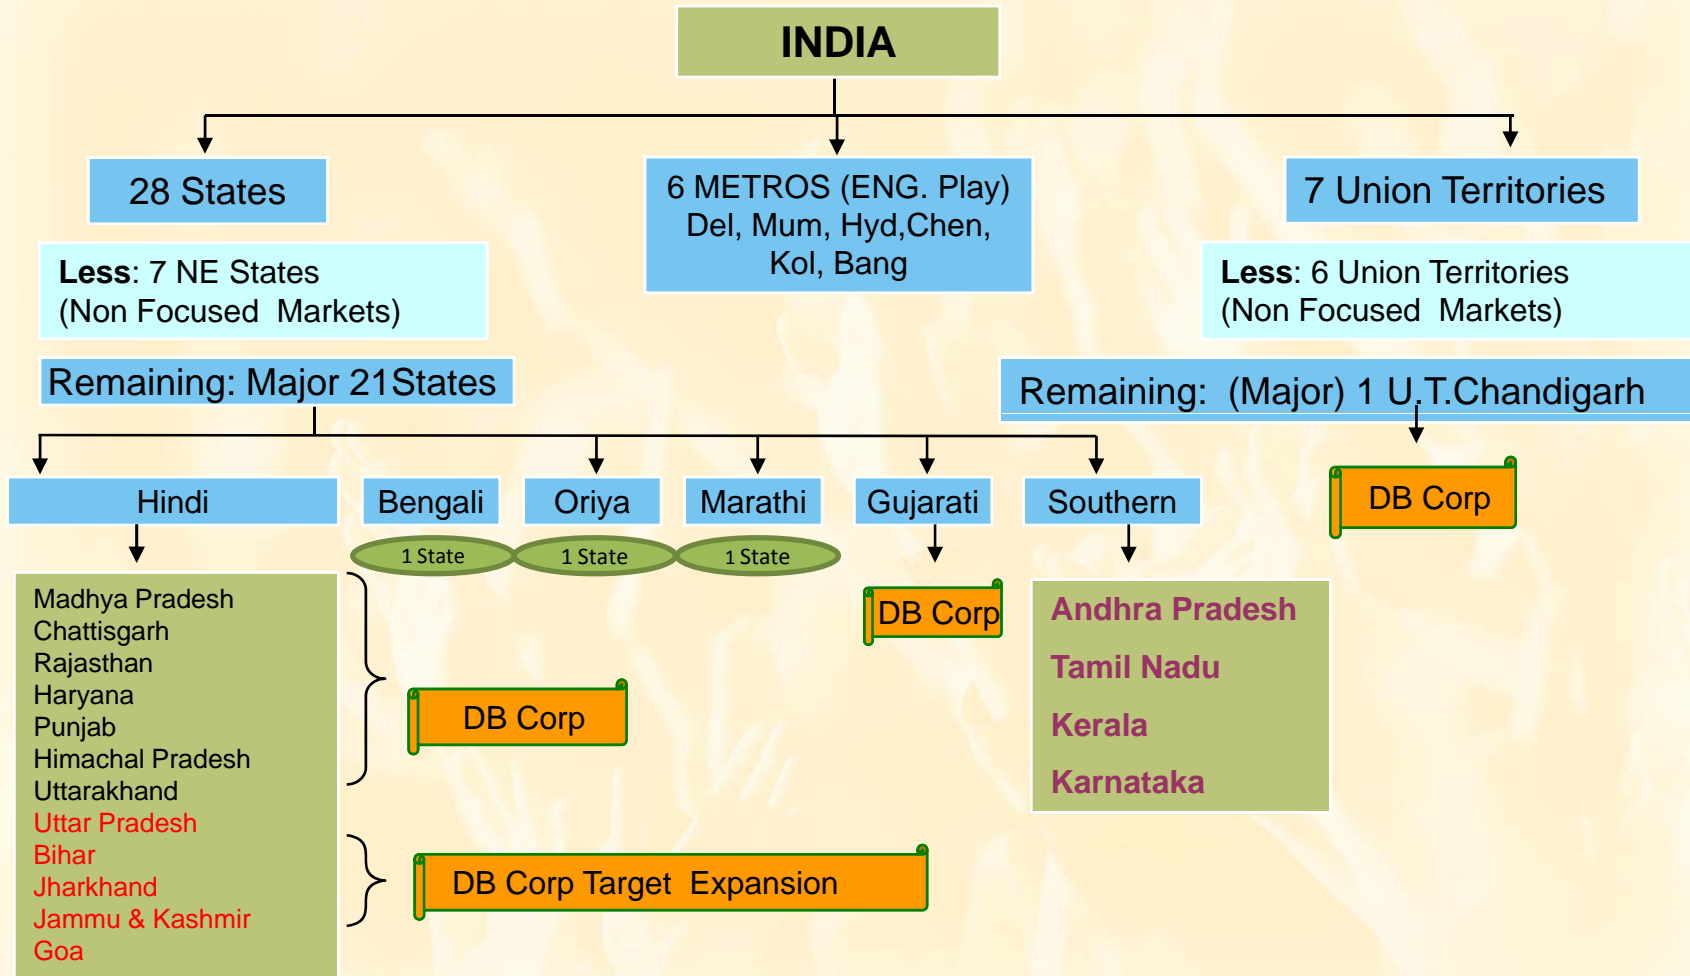 INDIA
28 States
6 METROS (ENG. Play)
Del, Mum, Hyd,Chen,
Kol, Bang
7 Union Territories
Less: 7 NE States
(Non Focused Markets)
Less: 6 Union Territories
(Non Focused Markets)
Remaining: Major 21States
Remaining: (Major) 1 U.T.Chandigarh
Hindi
Bengali
Oriya
Marathi
Gujarati
Southern
DB Corp
1 State
1 State
1 State
Madhya Pradesh
Chattisgarh
Rajasthan
Haryana
Punjab
Himachal Pradesh
Uttarakhand
Uttar Pradesh
Bihar
Jharkhand
Jammu & Kashmir
Goa
DB Corp
DB Corp Target Expansion
DB Corp
Andhra Pradesh
Tamil Nadu
Kerala
Karnataka